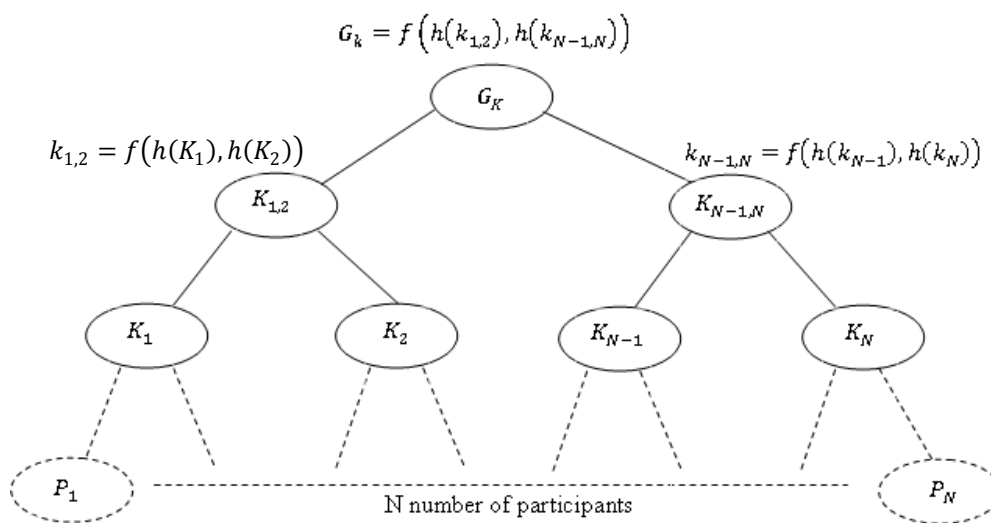 G_k = f(h(k_{1,2}), h(k_{N-1,N}))
G_K
k_{1,2} = f(h(K_1), h(K_2))
k_{N-1,N} = f(h(k_{N-1}), h(k_N))
K_{1,2}
K_{N-1,N}
K_1
K_2
K_{N-1}
K_N
P_1
N number of participants
P_N